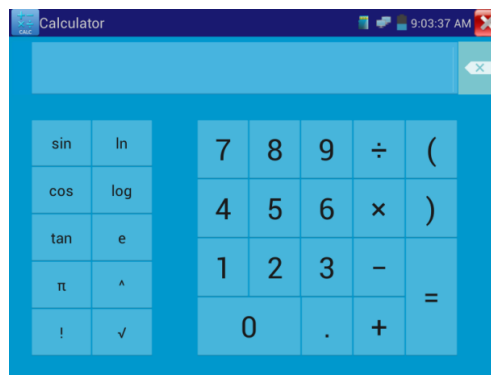 Calculator 9:03:37 AM
CALC
sin ln 7 8 9 ÷ (
cos log 4 5 6 × )
tan e 1 2 3 − =
π ^
! √ 0 . +